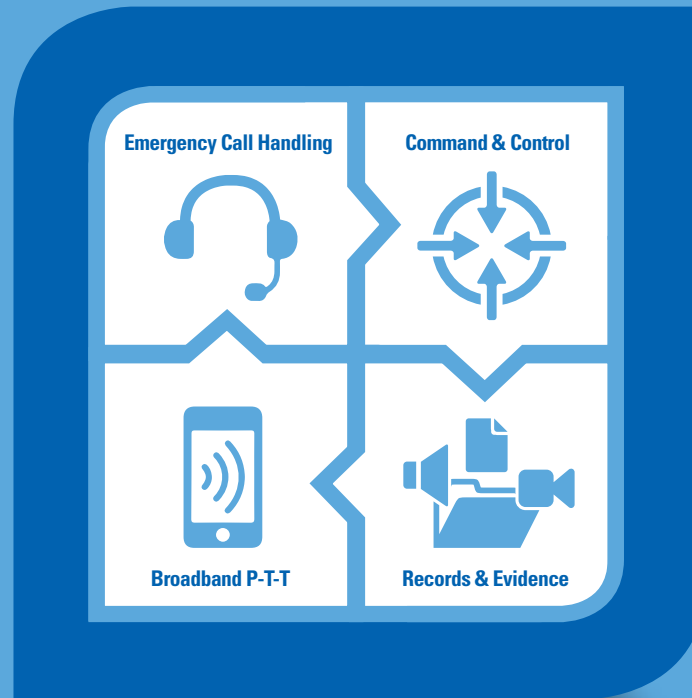 Emergency Call Handling
Command & Control
Broadband P-T-T
Records & Evidence